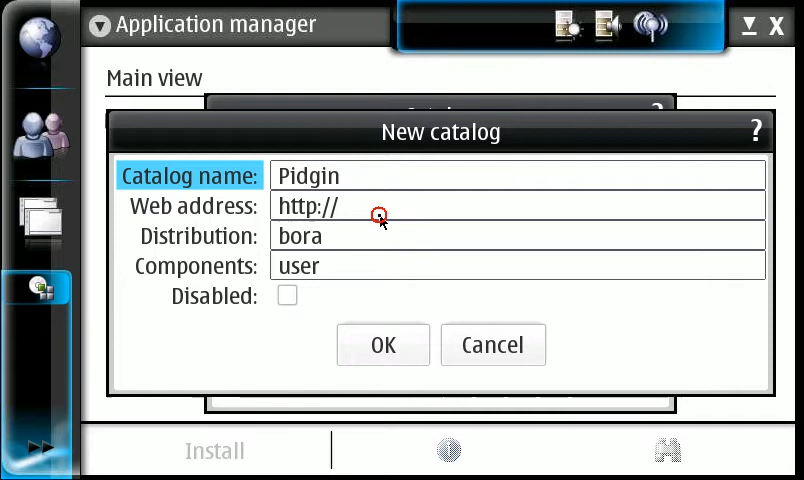 Application manager
Main view
New catalog ?
Catalog name: Pidgin
Web address: http://
Distribution: bora
Components: user
Disabled:
OK Cancel
Install